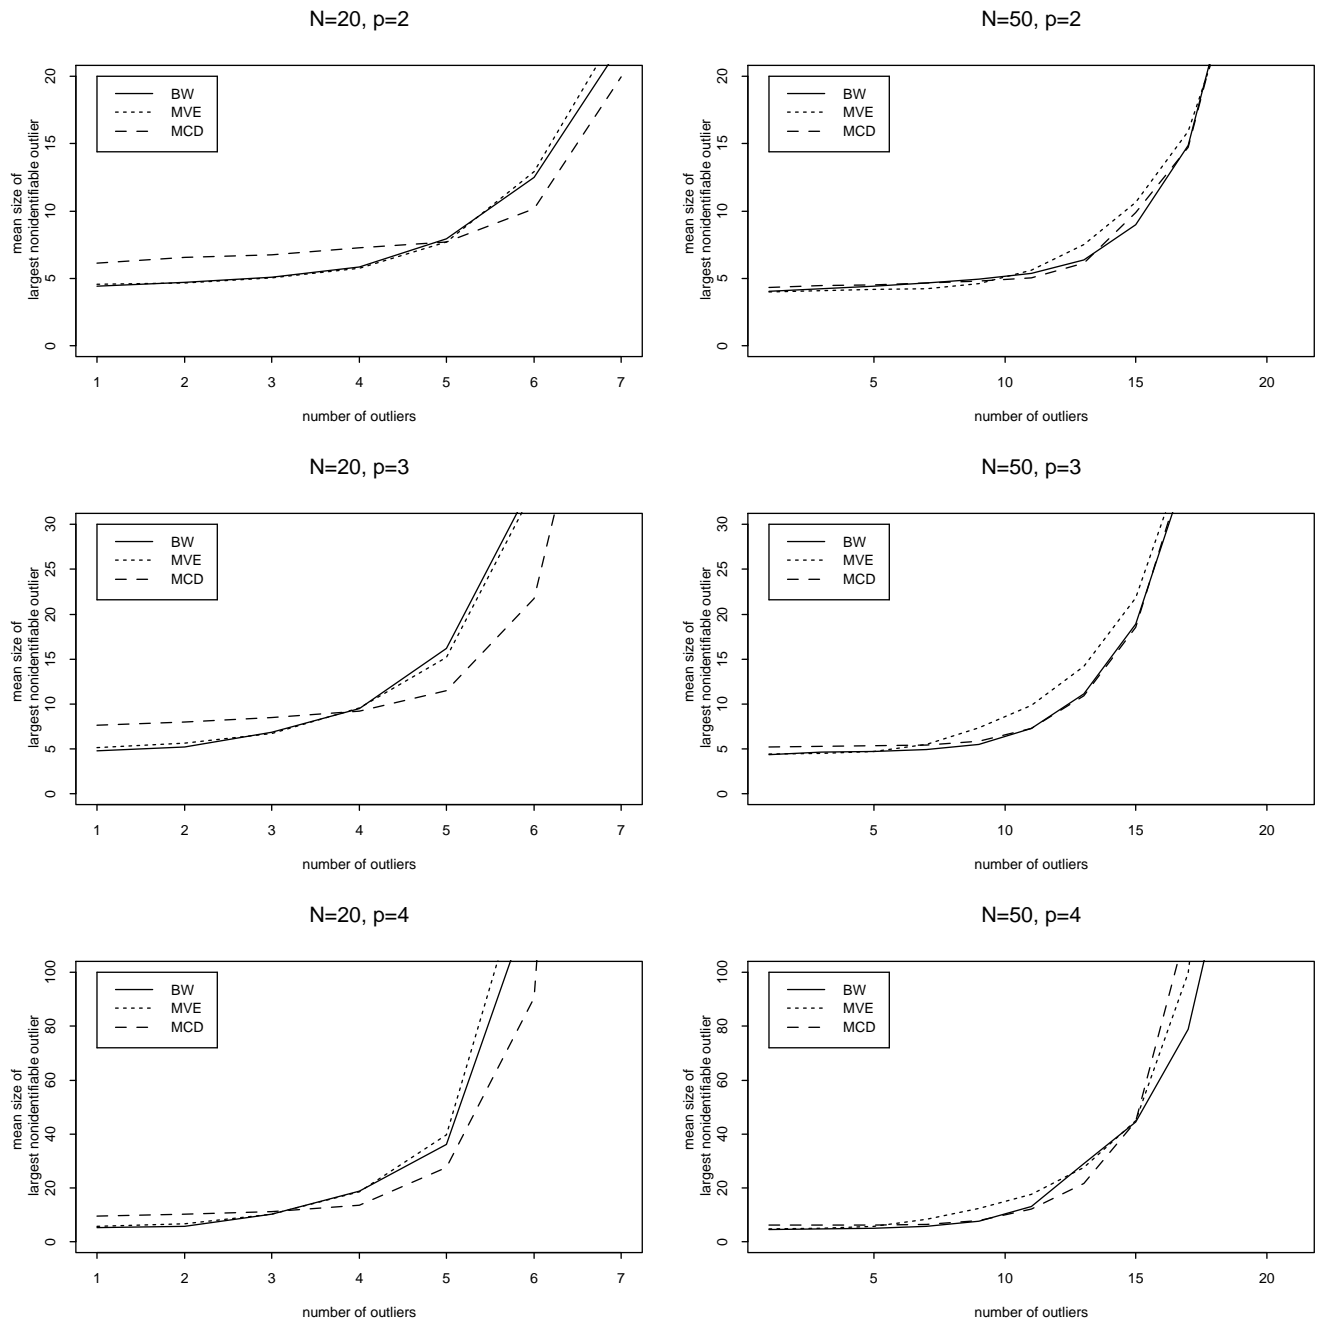 N=20, p=2
mean size of
largest nonidentifiable outlier
0 5 10 15 20
BW
MVE
MCD
1 2 3 4 5 6 7
number of outliers
N=50, p=2
mean size of
largest nonidentifiable outlier
0 5 10 15 20
BW
MVE
MCD
5 10 15 20
number of outliers
N=20, p=3
mean size of
largest nonidentifiable outlier
0 5 10 15 20 25 30
BW
MVE
MCD
1 2 3 4 5 6 7
number of outliers
N=50, p=3
mean size of
largest nonidentifiable outlier
0 5 10 15 20 25 30
BW
MVE
MCD
5 10 15 20
number of outliers
N=20, p=4
mean size of
largest nonidentifiable outlier
0 20 40 60 80 100
BW
MVE
MCD
1 2 3 4 5 6 7
number of outliers
N=50, p=4
mean size of
largest nonidentifiable outlier
0 20 40 60 80 100
BW
MVE
MCD
5 10 15 20
number of outliers